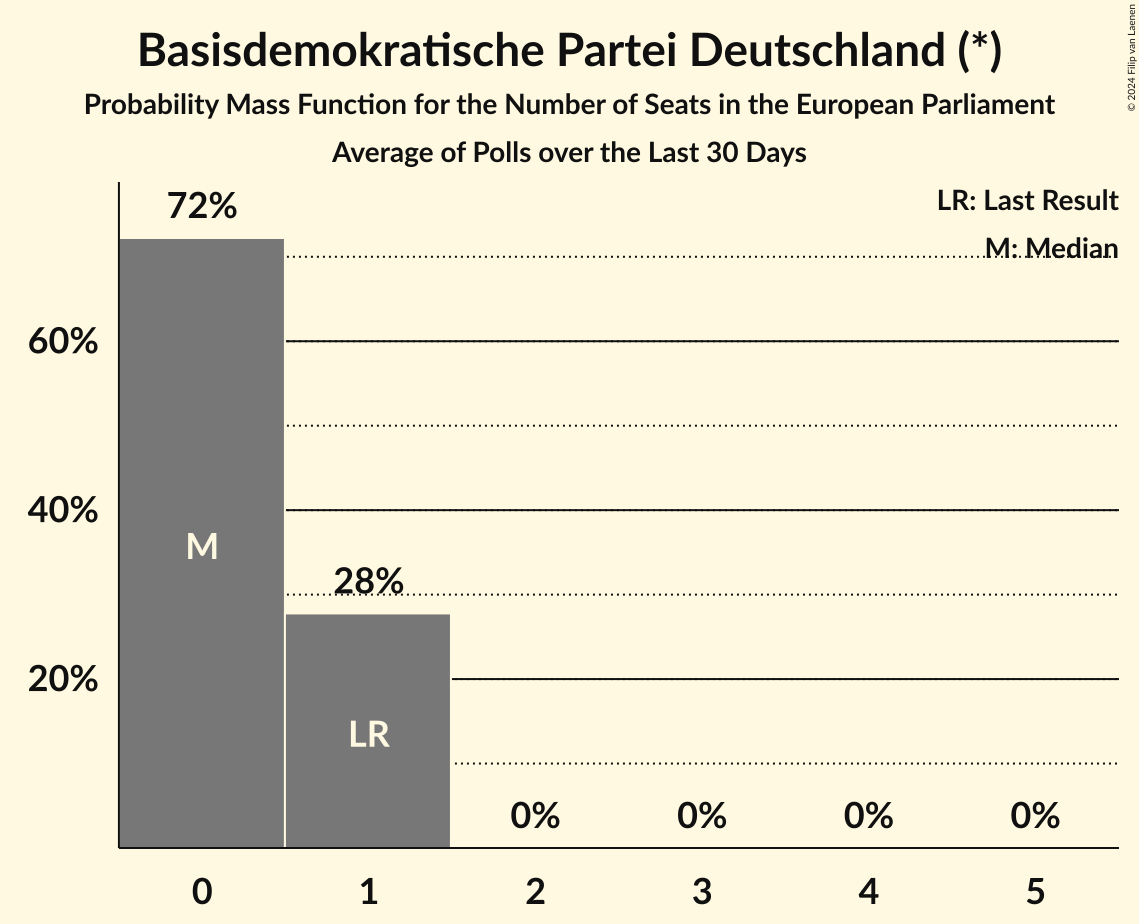 Basisdemokratische Partei Deutschland (*)
Probability Mass Function for the Number of Seats in the European Parliament
Average of Polls over the Last 30 Days
© 2024 Filip van Laenen
LR: Last Result
M: Median
72%
60%
40%
20%
M
28%
LR
0%
0%
0%
0%
0
1
2
3
4
5